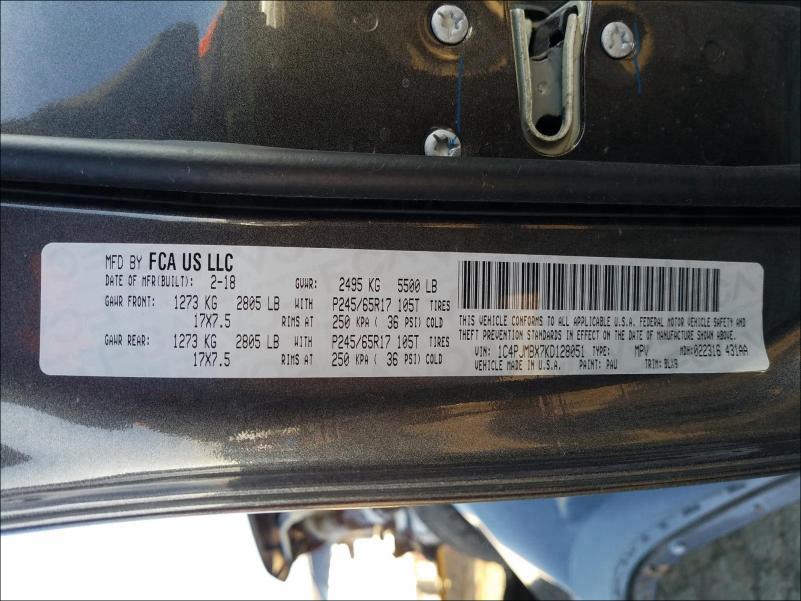 MFD BY FCA US LLC
DATE OF MFR(BUILT): 2-18 GVWR: 2495 KG 5500 LB
GAWR FRONT: 1273 KG 2805 LB WITH P245/65R17 105T TIRES
17X7.5 RIMS AT 250 KPA ( 36 PSI) COLD
GAWR REAR: 1273 KG 2805 LB WITH P245/65R17 105T TIRES
17X7.5 RIMS AT 250 KPA ( 36 PSI) COLD
THIS VEHICLE CONFORMS TO ALL APPLICABLE U.S.A. FEDERAL MOTOR VEHICLE SAFETY AND
THEFT PREVENTION STANDARDS IN EFFECT ON THE DATE OF MANUFACTURE SHOWN ABOVE.
VIN: 1C4PJMBX7KD128051 TYPE: MPV MDH:022316 431AA
VEHICLE MADE IN U.S.A. PAINT: PAU TRIM: BLX9